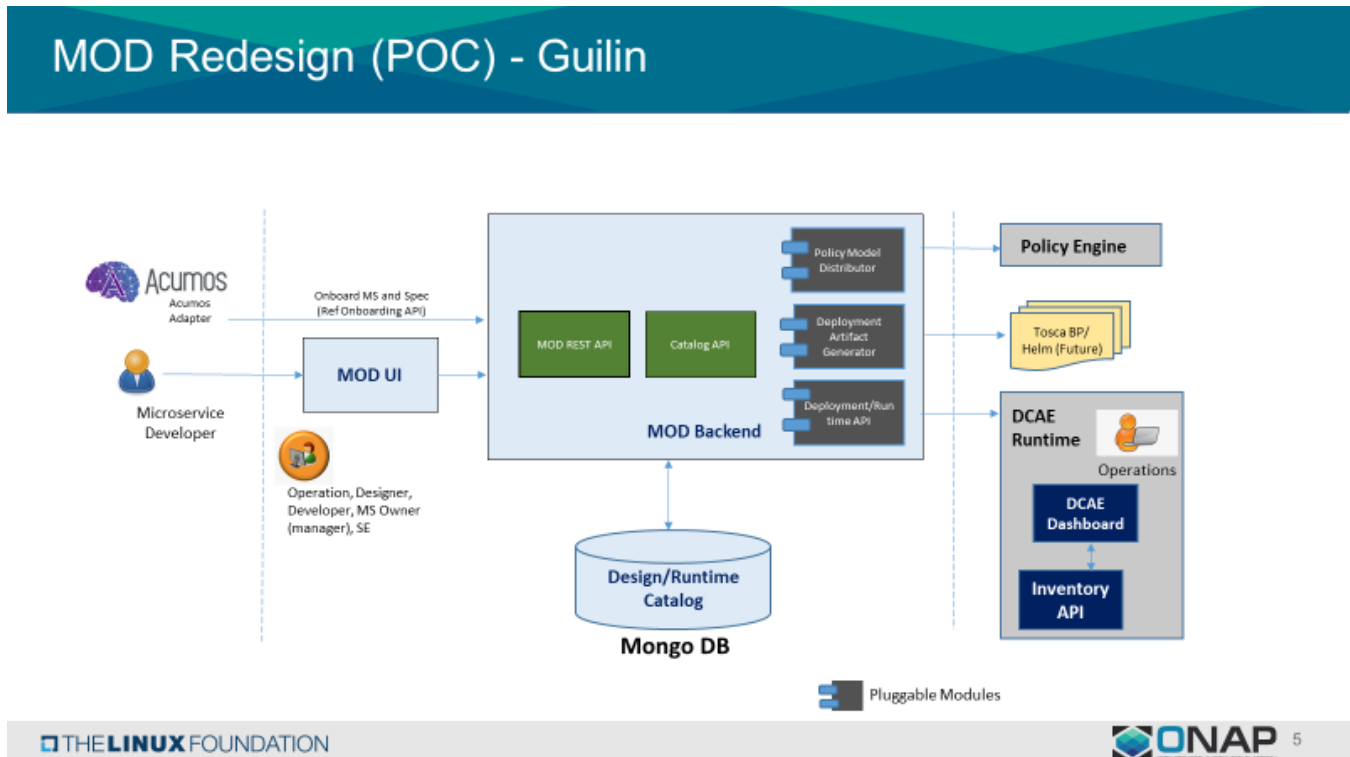 MOD Redesign (POC) - Guilin
Acumos
Acumos
Adapter
Onboard MS and Spec
(Ref Onboarding API)
MOD UI
Microservice
Developer
Operation, Designer,
Developer, MS Owner
(manager), SE
MOD REST API
Catalog API
Policy Model
Distributor
Deployment
Artifact
Generator
Deployment/Run
time API
MOD Backend
Design/Runtime
Catalog
Mongo DB
Policy Engine
Tosca BP/
Helm (Future)
DCAE
Runtime
Operations
DCAE
Dashboard
Inventory
API
Pluggable Modules
THE LINUX FOUNDATION
ONAP
5